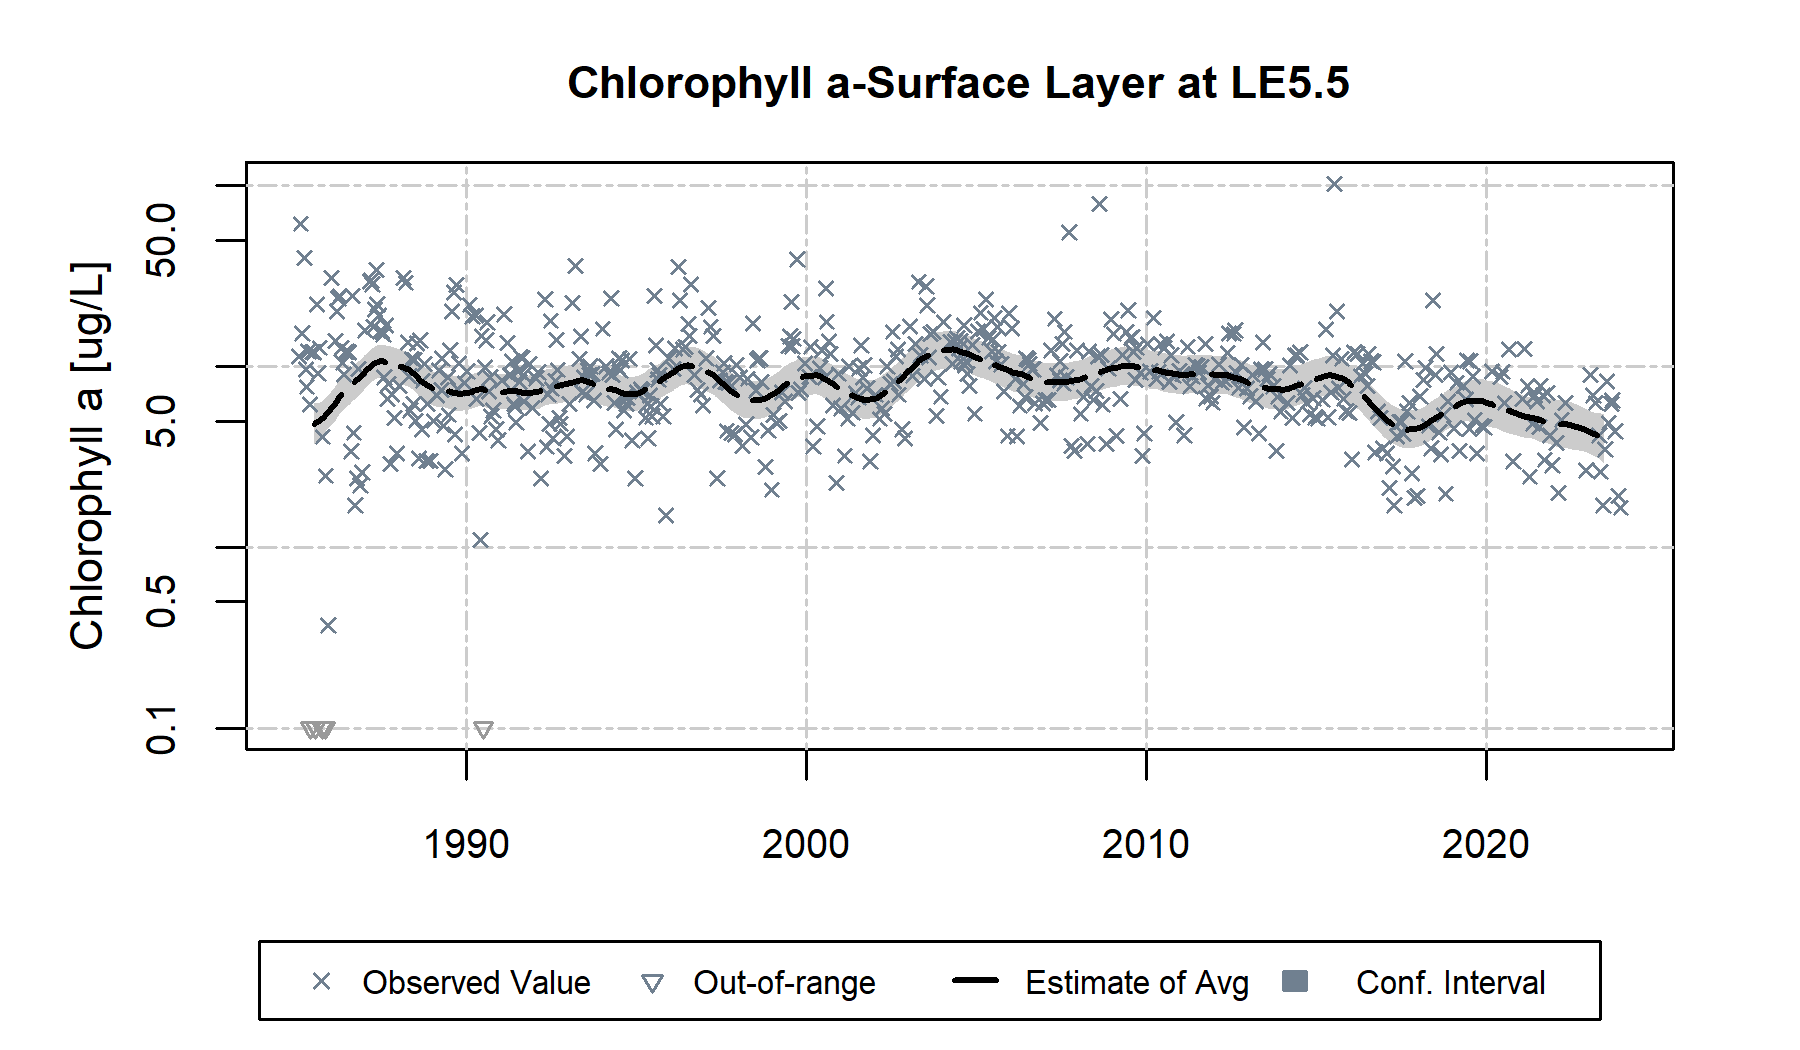 Chlorophyll a-Surface Layer at LE5.5
Chlorophyll a [ug/L]
50.0
5.0
0.5
0.1
1990 2000 2010 2020
Observed Value Out-of-range Estimate of Avg Conf. Interval